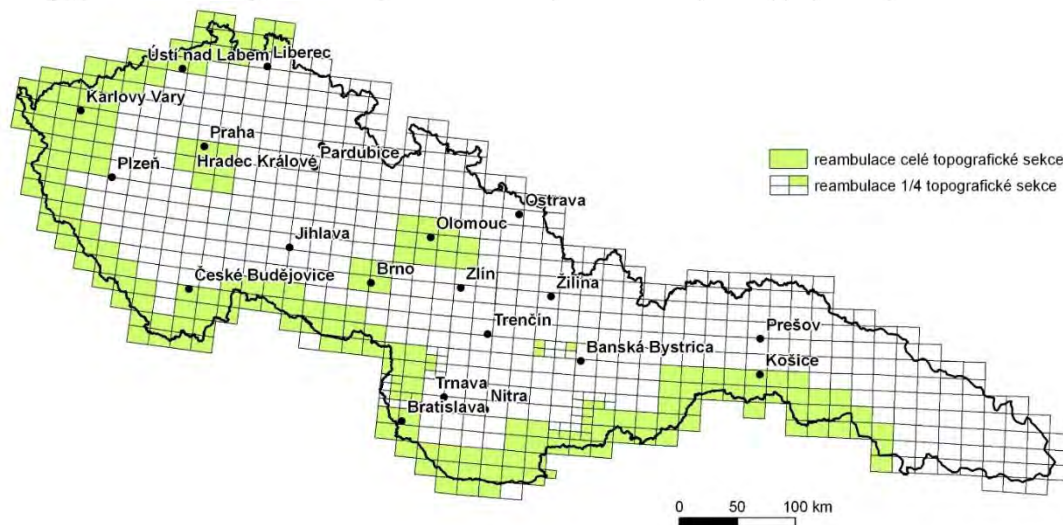 Ústí nad Labem
Liberec
Karlovy Vary
Praha
Hradec Králové
Pardubice
Plzeň
reambulace celé topografické sekce
reambulace 1/4 topografické sekce
Ostrava
Olomouc
Jihlava
České Budějovice
Brno
Zlín
Žilina
Trenčín
Prešov
Banská Bystrica
Košice
Trnava
Nitra
Bratislava
0 50 100 km